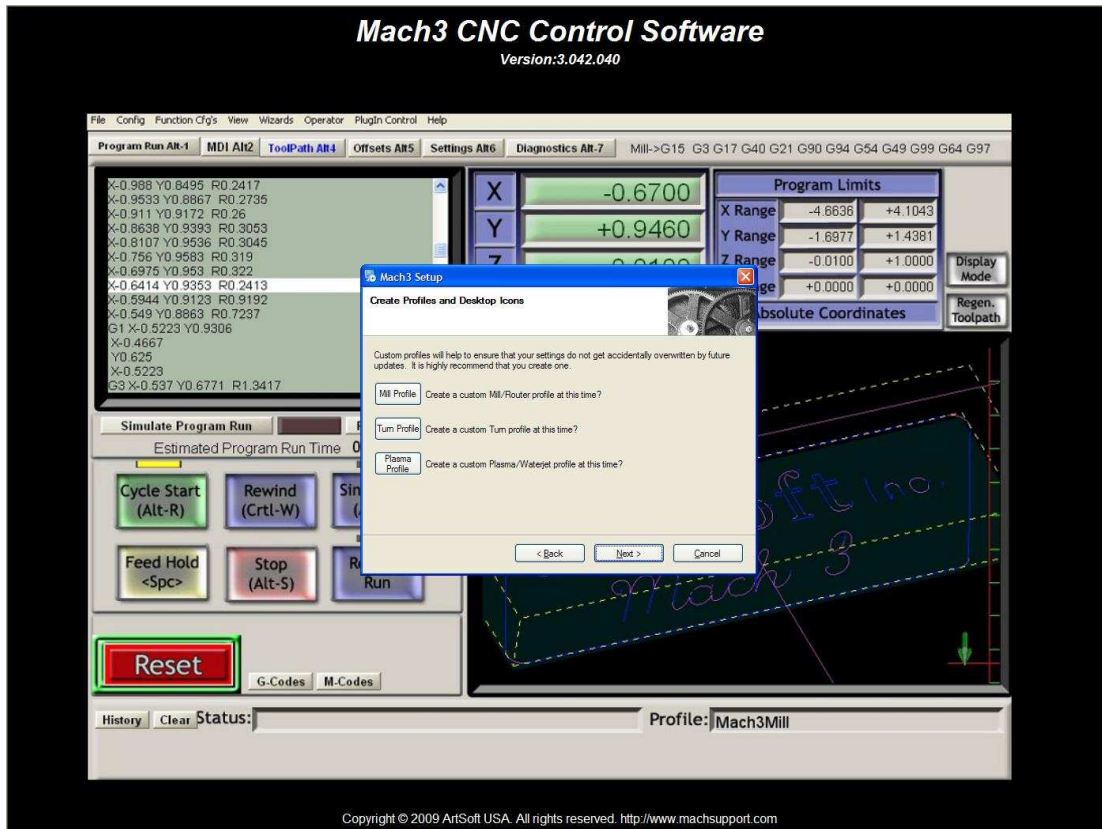 Mach3 CNC Control Software
Version:3.042.040
File Config Function Cfg's View Wizards Operator PlugIn Control Help
Program Run Alt-1 MDI Alt2 ToolPath Alt4 Offsets Alt5 Settings Alt6 Diagnostics Alt-7 Mill->G15 G3 G17 G40 G21 G90 G94 G54 G49 G99 G64 G97
X-0.988 Y0.8495 R0.2417
X-0.9533 Y0.8867 R0.2735
X-0.911 Y0.9172 R0.26
X-0.8638 Y0.9393 R0.3053
X-0.8107 Y0.9536 R0.3045
X-0.756 Y0.9583 R0.319
X-0.6975 Y0.953 R0.322
X-0.6414 Y0.9353 R0.2413
X-0.5944 Y0.9123 R0.9192
X-0.549 Y0.8863 R0.7237
G1 X-0.5223 Y0.9306
X-0.4667
Y0.625
X-0.5223
G3 X-0.537 Y0.6771 R1.3417
X -0.6700
Y +0.9460
Z
Program Limits
X Range -4.6636 +4.1043
Y Range -1.6977 +1.4381
Z Range -0.0100 +1.0000
+0.0000 +0.0000
Coordinates
Display
Mode
Regen.
Toolpath
Mach3 Setup
Create Profiles and Desktop Icons
Custom profiles will help to ensure that your settings do not get accidentally overwritten by future
updates. It is highly recommend that you create one.
Mill Profile Create a custom Mill/Router profile at this time?
Turn Profile Create a custom Turn profile at this time?
Plasma
Profile Create a custom Plasma/Waterjet profile at this time?
< Back Next > Cancel
Simulate Program Run
Estimated Program Run Time
Cycle Start
(Alt-R)
Rewind
(Crtl-W)
Feed Hold
<Spc>
Stop
(Alt-S)
Run
Inc.
Mach 3
Reset
G-Codes M-Codes
History Clear Status: Profile: Mach3Mill
Copyright © 2009 ArtSoft USA. All rights reserved. http://www.machsupport.com